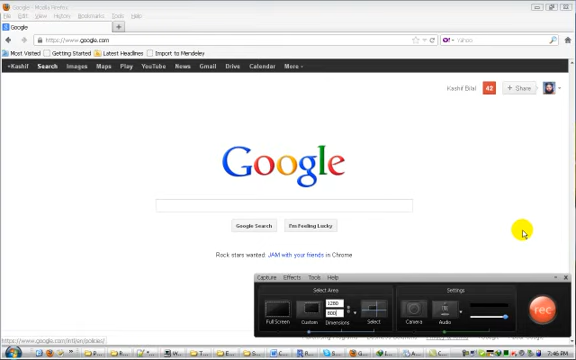 Google - Mozilla Firefox
File Edit View History Bookmarks Tools Help
Google
https://www.google.com
Yahoo
Most Visited Getting Started Latest Headlines Import to Mendeley
+Kashif Search Images Maps Play YouTube News Gmail Drive Calendar More
Kashif Bilal 42 + Share
Google
Google Search I'm Feeling Lucky
Rock stars wanted. JAM with your friends in Chrome
Capture Effects Tools Help
Select Area Settings
1280
800
Full Screen Custom Dimensions Select Camera Audio rec
https://www.google.com/intl/en/policies/
7:46 PM